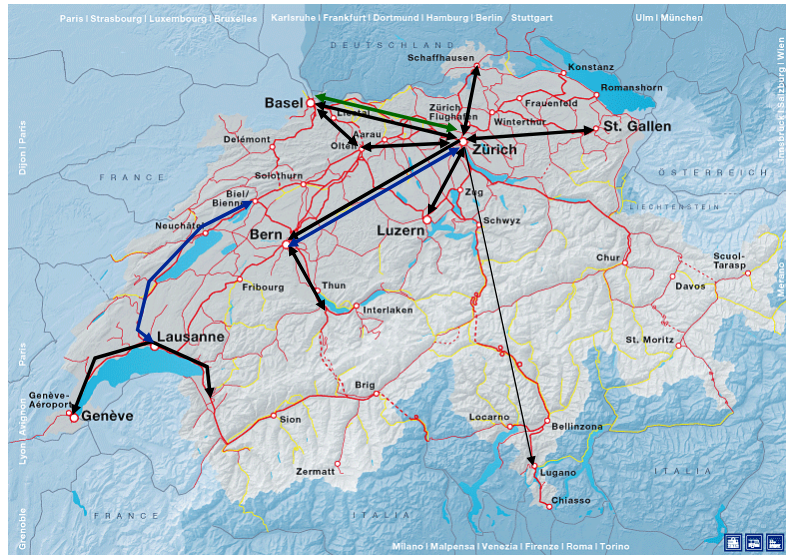 Paris | Strasbourg | Luxembourg | Bruxelles
Karlsruhe | Frankfurt | Dortmund | Hamburg | Berlin
Stuttgart
Ulm | München
DEUTSCHLAND
Schaffhausen
Konstanz
Romanshorn
Basel
Liestal
Zürich
Flughafen
Frauenfeld
Winterthur
St. Gallen
Aarau
Olten
Zürich
Delémont
Dijon | Paris
FRANCE
Innsbruck | Salzburg | Wien
ÖSTERREICH
Solothurn
Biel/
Bienne
Zug
LIECHTENSTEIN
Neuchâtel
Bern
Luzern
Schwyz
Chur
Scuol-
Tarasp
Davos
Merano
Fribourg
Thun
Interlaken
Lausanne
St. Moritz
Paris
Genève-
Aéroport
Genève
Brig
Sion
Locarno
Bellinzona
Lyon | Avignon
Zermatt
Lugano
ITALIA
Chiasso
Grenoble
FRANCE
ITALIA
Milano | Malpensa | Venezia | Firenze | Roma | Torino